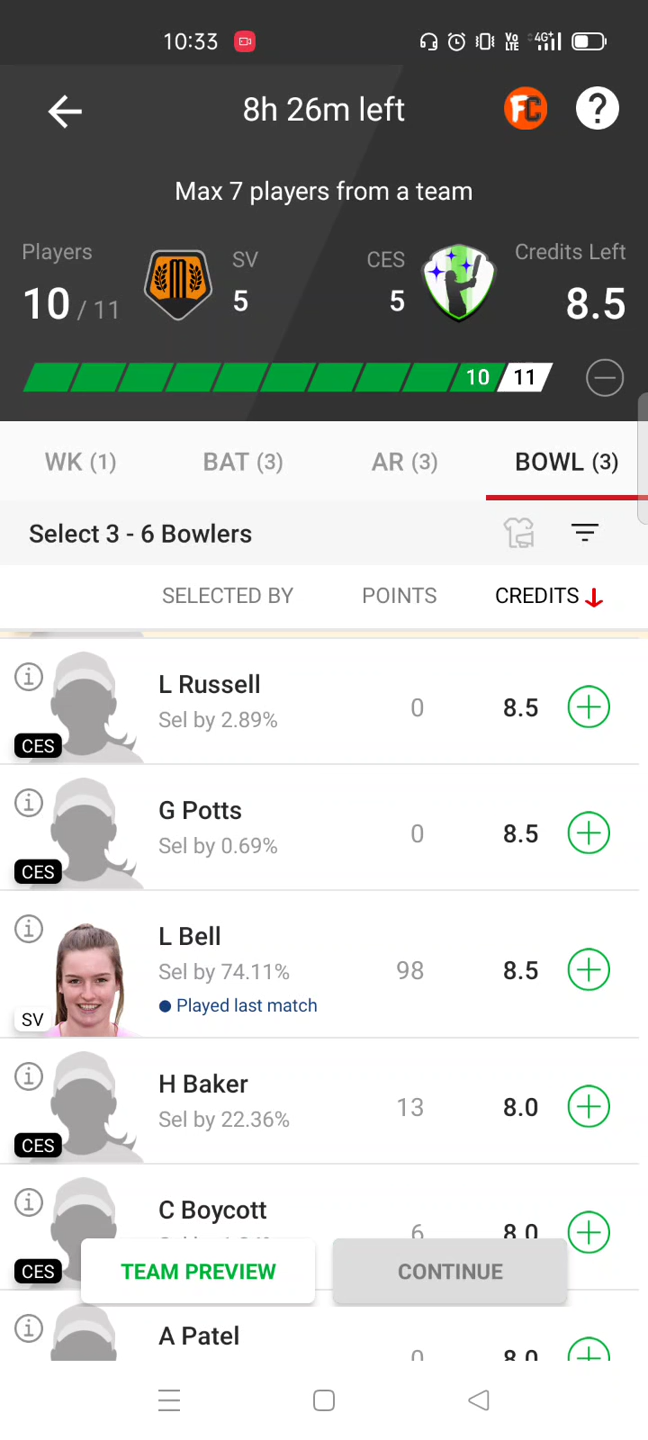 10:33
Vo LTE 4G+
8h 26m left
FC
?
Max 7 players from a team
Players
SV
CES
Credits Left
10 / 11
5
5
8.5
10
11
WK (1)
BAT (3)
AR (3)
BOWL (3)
Select 3 - 6 Bowlers
SELECTED BY
POINTS
CREDITS
L Russell
Sel by 2.89%
0
8.5
CES
G Potts
Sel by 0.69%
0
8.5
CES
L Bell
Sel by 74.11%
98
8.5
Played last match
SV
H Baker
Sel by 22.36%
13
8.0
CES
C Boycott
6
8.0
CES
TEAM PREVIEW
CONTINUE
A Patel
0
8.0